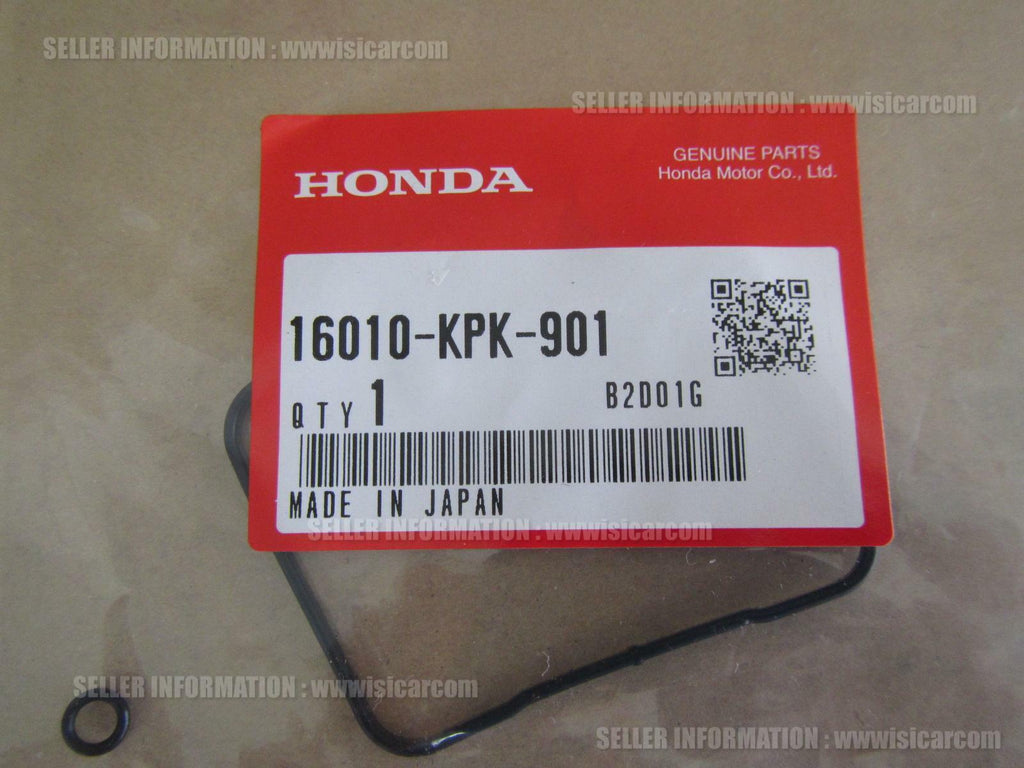 SELLER INFORMATION : wwwisicarcom
SELLER INFORMATION : wwwisicarcom
GENUINE PARTS
Honda Motor Co., Ltd.
HONDA
16010-KPK-901
QTY 1
B2D01G
MADE IN JAPAN
SELLER INFORMATION : wwwisicarcom
SELLER INFORMATION : wwwisicarcom
SELLER INFORMATION : wwwisicarcom